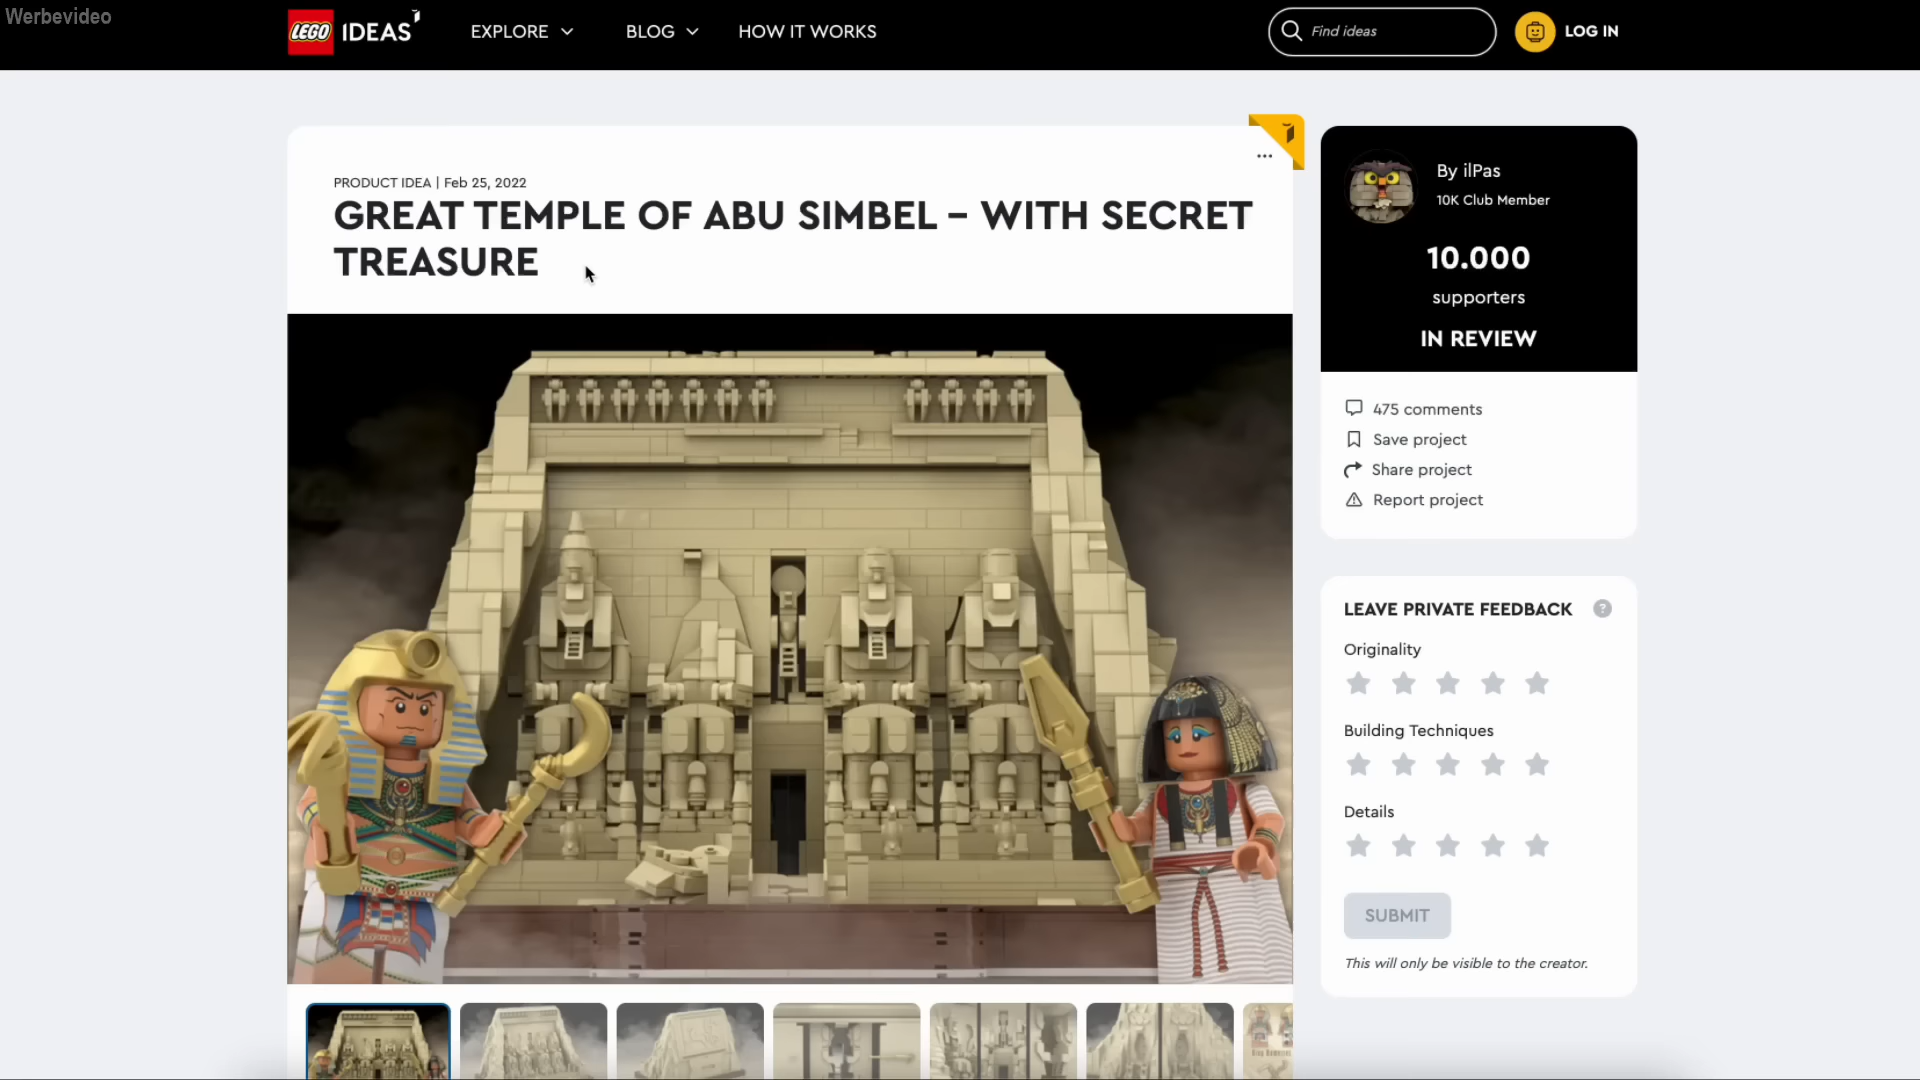 Werbevideo
LEGO IDEAS
EXPLORE
BLOG
HOW IT WORKS
Find ideas
LOG IN
PRODUCT IDEA | Feb 25, 2022
GREAT TEMPLE OF ABU SIMBEL – WITH SECRET
TREASURE
By ilPas
10K Club Member
10.000
supporters
IN REVIEW
475 comments
Save project
Share project
Report project
LEAVE PRIVATE FEEDBACK ?
Originality
Building Techniques
Details
SUBMIT
This will only be visible to the creator.